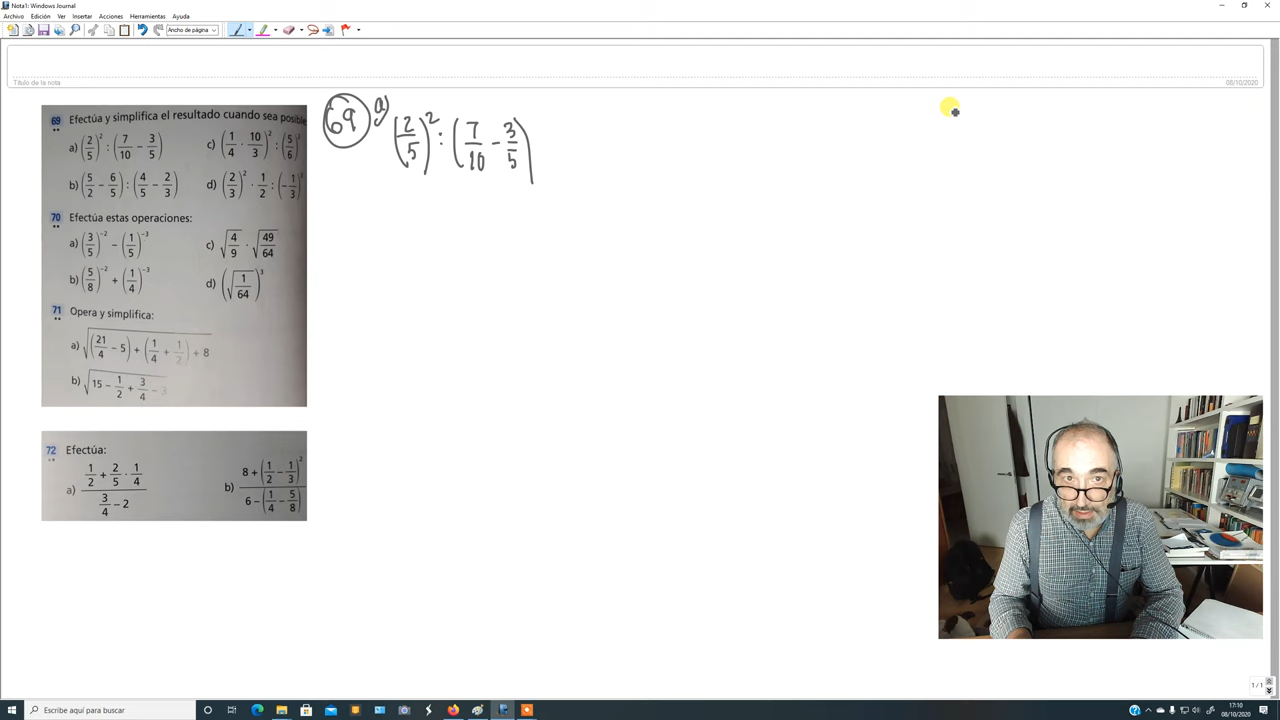 Nota1: Windows Journal
Archivo Edición Ver Insertar Acciones Herramientas Ayuda
Ancho de página
Título de la nota
08/10/2020
69 Efectúa y simplifica el resultado cuando sea posible
a) (2/5)² : (7/10 − 3/5) c) (1/4 · 10/3)² : (5/6)
b) (5/2 − 6/5) : (4/5 − 2/3) d) (2/3)² · 1/2 : (−1/3)
70 Efectúa estas operaciones:
a) (3/5)⁻² − (1/5)⁻³ c) √(4/9) · √(49/64)
b) (5/8)⁻² + (1/4)⁻³ d) (√(1/64))³
71 Opera y simplifica:
a) √((21/4 − 5) + (1/4 + 1/2) + 8)
b) √(15 − 1/2 + 3/4 −
72 Efectúa:
a) (1/2 + 2/5 · 1/4)/(3/4 − 2) b) (8 + (1/2 − 1/3)²)/(6 − (1/4 − 5/8))
69 a) (2/5)² : (7/10 − 3/5)
1 / 1
Escribe aquí para buscar
17:10
08/10/2020